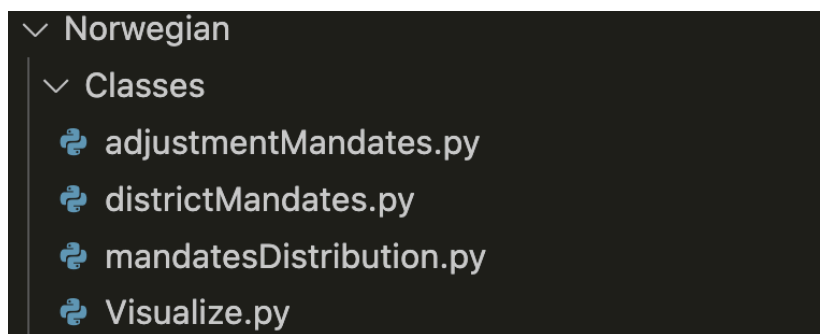 Norwegian
Classes
adjustmentMandates.py
districtMandates.py
mandatesDistribution.py
Visualize.py